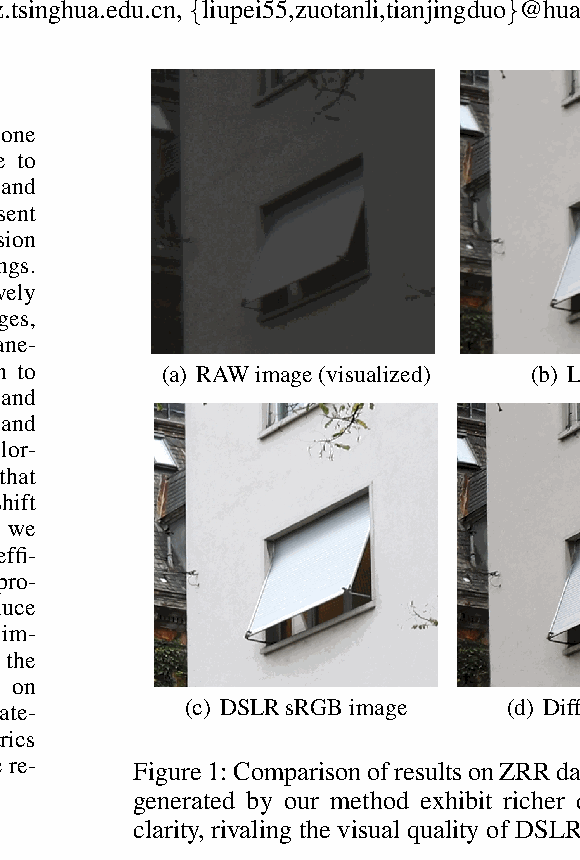 z.tsinghua.edu.cn, {liupei55,zuotanli,tianjingduo}@hua
one
e to
and
sent
sion
ngs.
vely
ges,
ane-
n to
and
and
lor-
that
shift
we
effi-
pro-
luce
im-
the
on
ate-
rics
e re-
(a) RAW image (visualized)
(b) L
(c) DSLR sRGB image
(d) Diff
Figure 1: Comparison of results on ZRR da
generated by our method exhibit richer c
clarity, rivaling the visual quality of DSLR